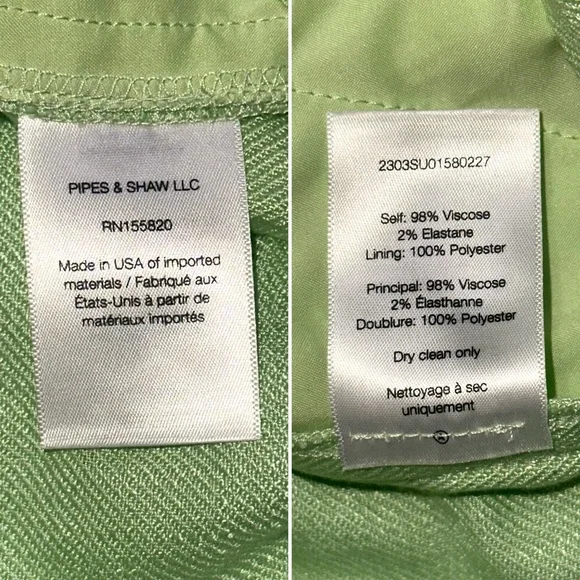 PIPES & SHAW LLC
RN155820
Made in USA of imported
materials / Fabriqué aux
États-Unis à partir de
matériaux importés
2303SU01580227
Self: 98% Viscose
2% Elastane
Lining: 100% Polyester
Principal: 98% Viscose
2% Élasthanne
Doublure: 100% Polyester
Dry clean only
Nettoyage à sec
uniquement